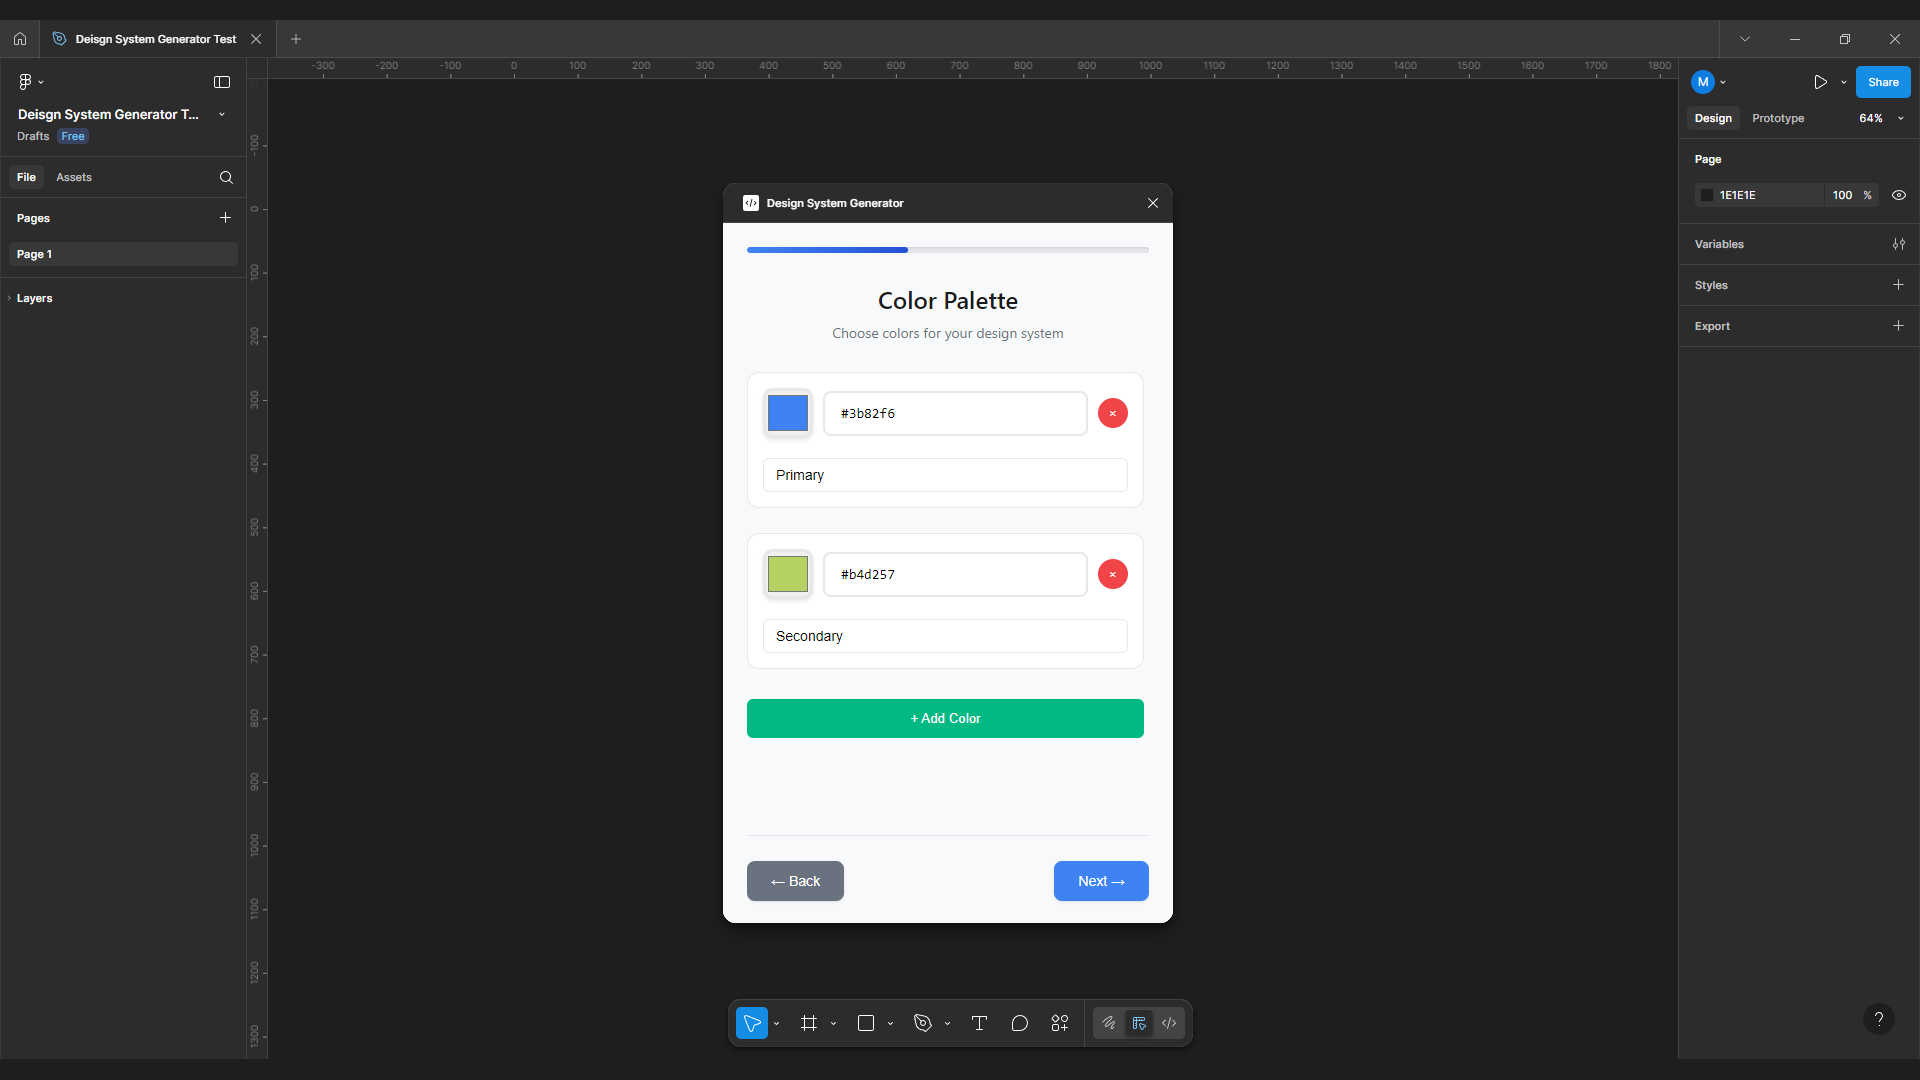 Deisgn System Generator Test
-300 -200 -100 0 100 200 300 400 500 600 700 800 900 1000 1100 1200 1300 1400 1500 1600 1700 1800
Deisgn System Generator T...
Drafts Free
File Assets
Pages
Page 1
Layers
-100
0
100
200
300
400
500
600
700
800
900
1000
1100
1200
1300
Design System Generator
Color Palette
Choose colors for your design system
#3b82f6
Primary
#b4d257
Secondary
+ Add Color
← Back
Next →
M
Share
Design Prototype 64%
Page
1E1E1E 100 %
Variables
Styles
Export
?